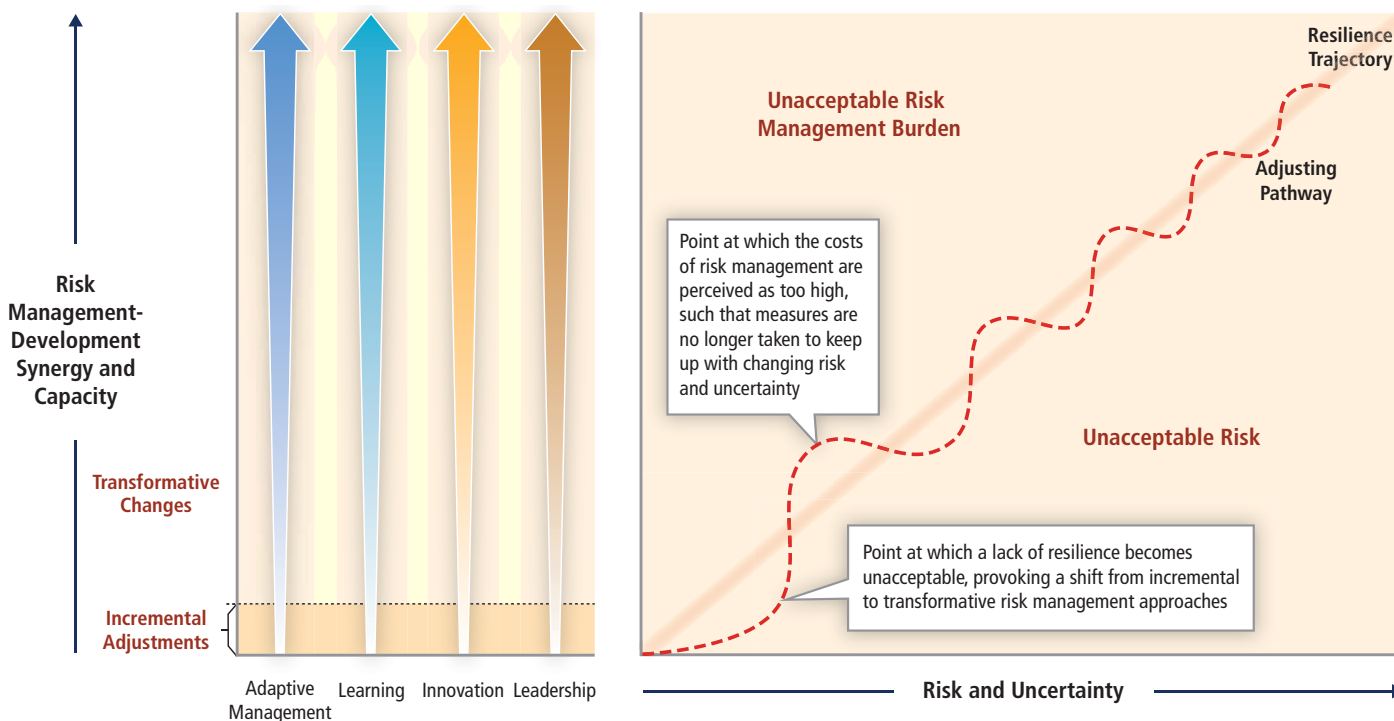 Risk
Management-
Development
Synergy and
Capacity
Transformative
Changes
Incremental
Adjustments
Adaptive
Management
Learning
Innovation
Leadership
Resilience
Trajectory
Unacceptable Risk
Management Burden
Adjusting
Pathway
Point at which the costs
of risk management are
perceived as too high,
such that measures are
no longer taken to keep
up with changing risk
and uncertainty
Unacceptable Risk
Point at which a lack of resilience becomes
unacceptable, provoking a shift from incremental
to transformative risk management approaches
Risk and Uncertainty